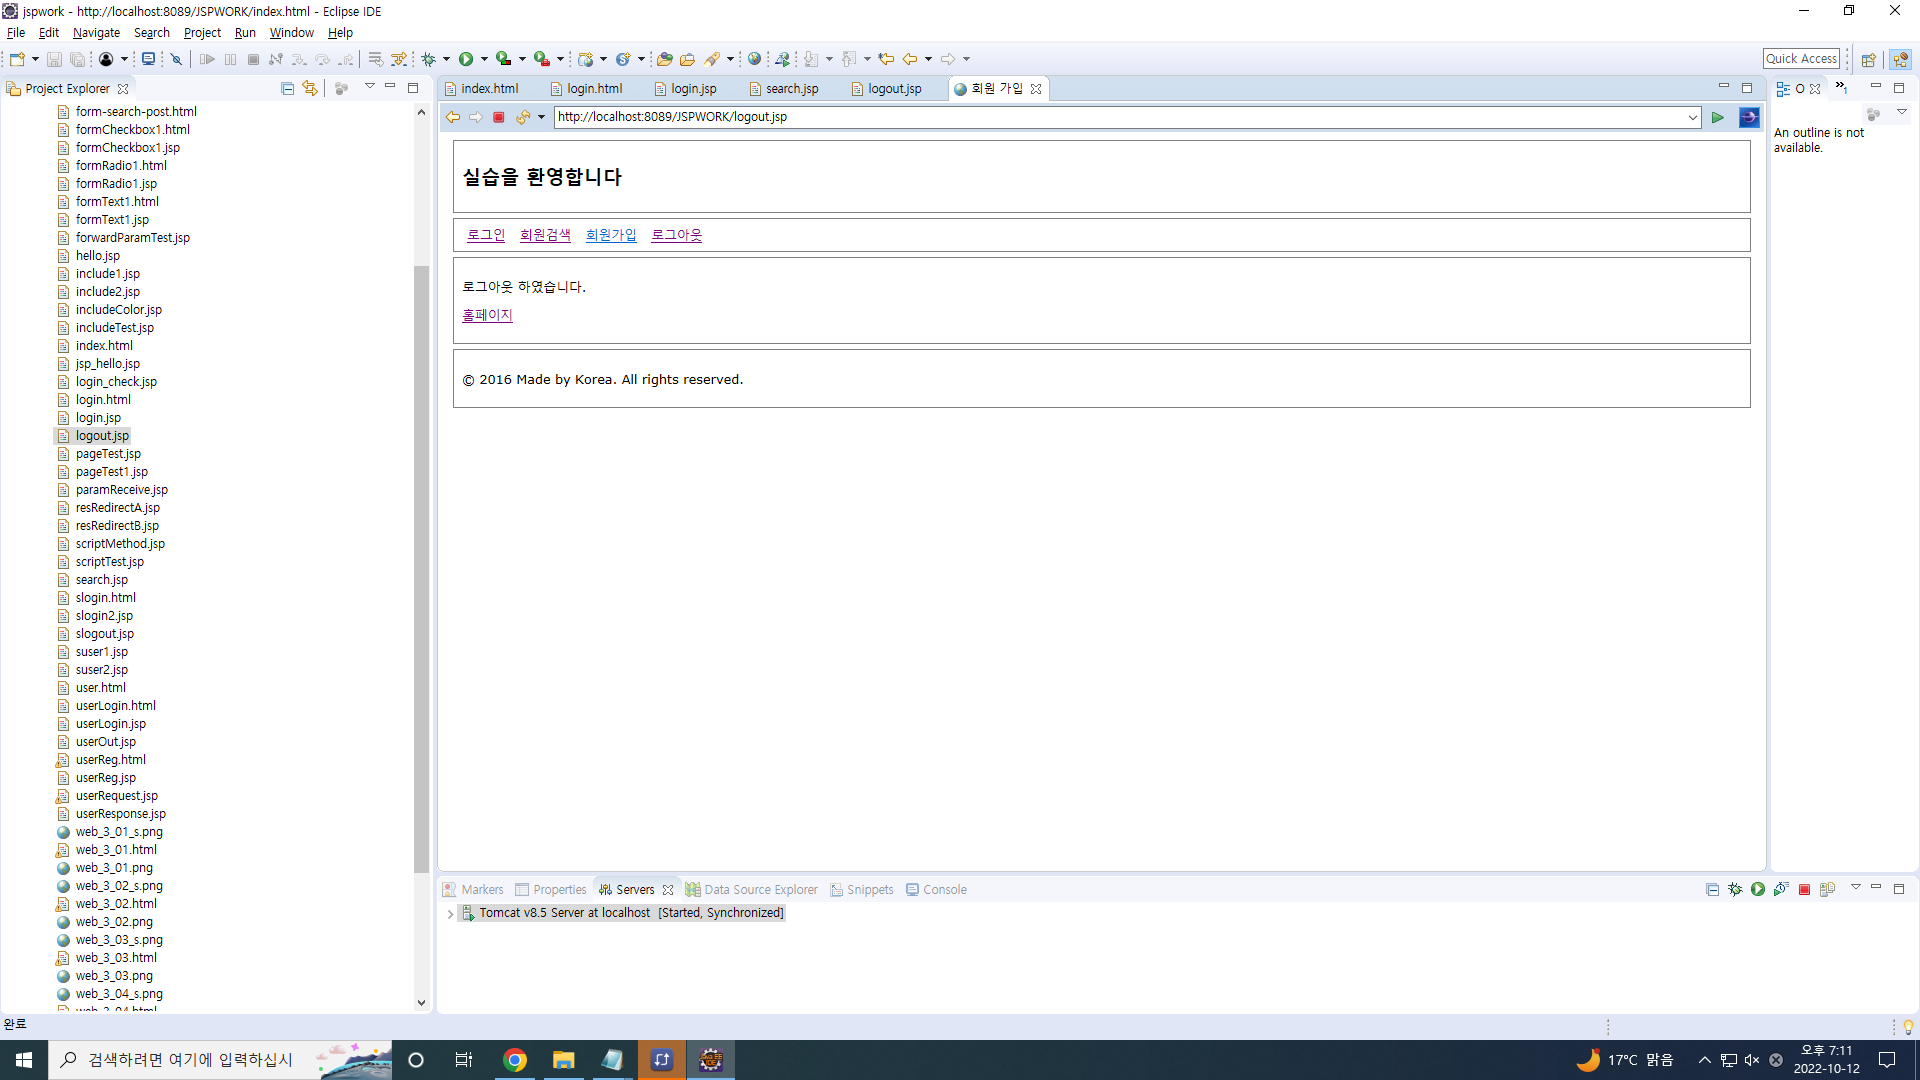 jspwork - http://localhost:8089/JSPWORK/index.html - Eclipse IDE
File Edit Navigate Search Project Run Window Help
Quick Access
Project Explorer
form-search-post.html
formCheckbox1.html
formCheckbox1.jsp
formRadio1.html
formRadio1.jsp
formText1.html
formText1.jsp
forwardParamTest.jsp
hello.jsp
include1.jsp
include2.jsp
includeColor.jsp
includeTest.jsp
index.html
jsp_hello.jsp
login_check.jsp
login.html
login.jsp
logout.jsp
pageTest.jsp
pageTest1.jsp
paramReceive.jsp
resRedirectA.jsp
resRedirectB.jsp
scriptMethod.jsp
scriptTest.jsp
search.jsp
slogin.html
slogin2.jsp
slogout.jsp
suser1.jsp
suser2.jsp
user.html
userLogin.html
userLogin.jsp
userOut.jsp
userReg.html
userReg.jsp
userRequest.jsp
userResponse.jsp
web_3_01_s.png
web_3_01.html
web_3_01.png
web_3_02_s.png
web_3_02.html
web_3_02.png
web_3_03_s.png
web_3_03.html
web_3_03.png
web_3_04_s.png
web_3_04.html
index.html login.html login.jsp search.jsp logout.jsp 회원 가입
http://localhost:8089/JSPWORK/logout.jsp
실습을 환영합니다
로그인 회원검색 회원가입 로그아웃
로그아웃 하였습니다.
홈페이지
© 2016 Made by Korea. All rights reserved.
O
An outline is not
available.
Markers Properties Servers Data Source Explorer Snippets Console
Tomcat v8.5 Server at localhost [Started, Synchronized]
완료
검색하려면 여기에 입력하십시
17°C 맑음
오후 7:11
2022-10-12